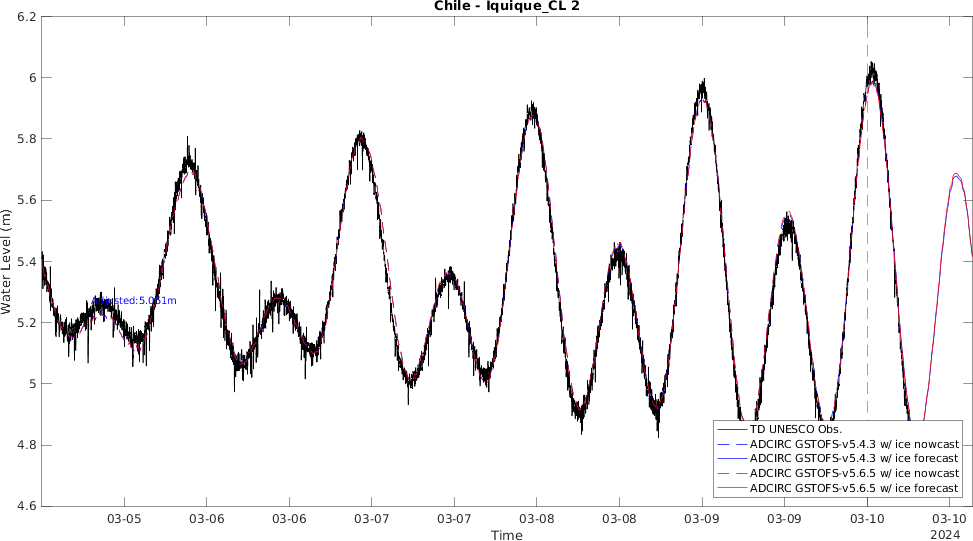 Chile - Iquique_CL 2
6.2
6
5.8
5.6
5.4
5.2
5
4.8
4.6
Water Level (m)
TD UNESCO Obs.
ADCIRC GSTOFS-v5.4.3 w/ ice nowcast
ADCIRC GSTOFS-v5.4.3 w/ ice forecast
ADCIRC GSTOFS-v5.6.5 w/ ice nowcast
ADCIRC GSTOFS-v5.6.5 w/ ice forecast
03-05 03-06 03-06 03-07 03-07 03-08 03-08 03-09 03-09 03-10 03-10
Time
2024